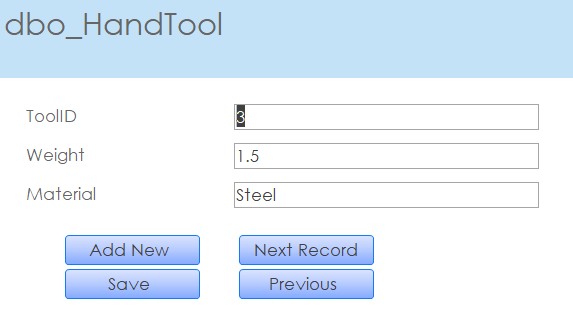 dbo_HandTool
ToolID 3
Weight 1.5
Material Steel
Add New Next Record
Save Previous